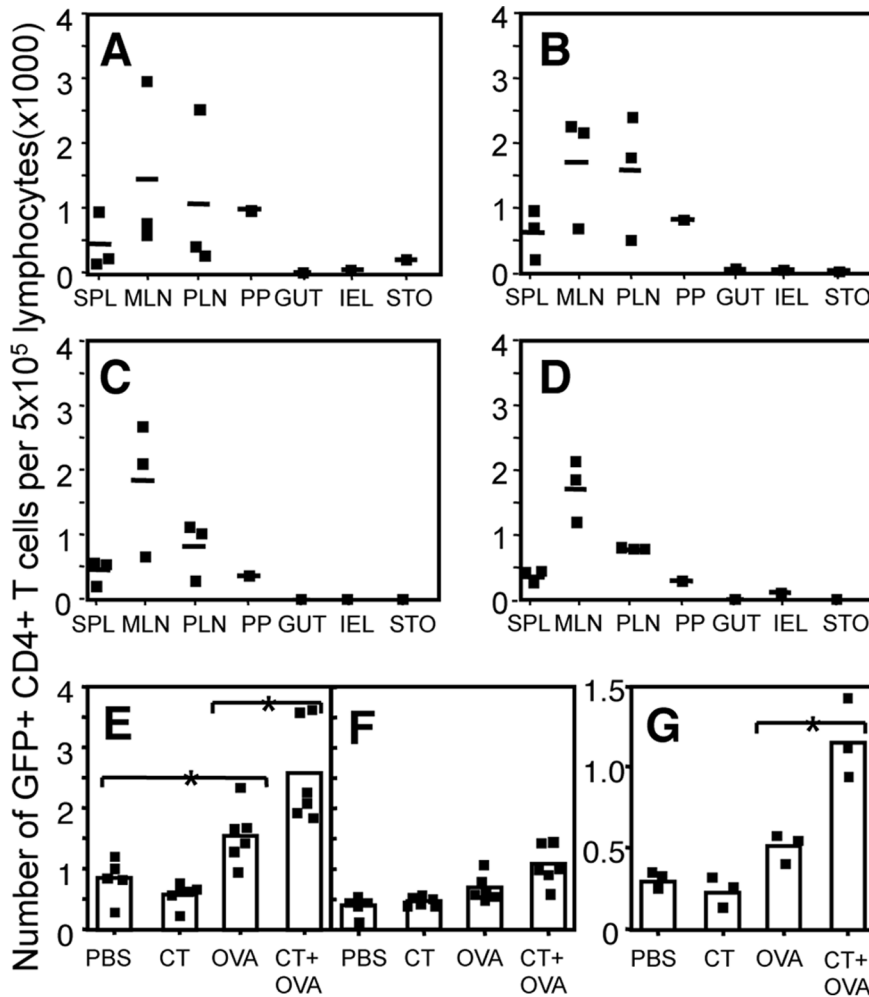 Number of GFP+ CD4+ T cells per 5x10⁵ lymphocytes(x1000)
A
4
3
2
1
0
SPL MLN PLN PP GUT IEL STO
B
4
3
2
1
0
SPL MLN PLN PP GUT IEL STO
C
4
3
2
1
0
SPL MLN PLN PP GUT IEL STO
D
4
3
2
1
0
SPL MLN PLN PP GUT IEL STO
E
*
*
4
3
2
1
0
PBS CT OVA CT+
OVA
F
PBS CT OVA CT+
OVA
G
*
1.5
1.0
0.5
0
PBS CT OVA CT+
OVA